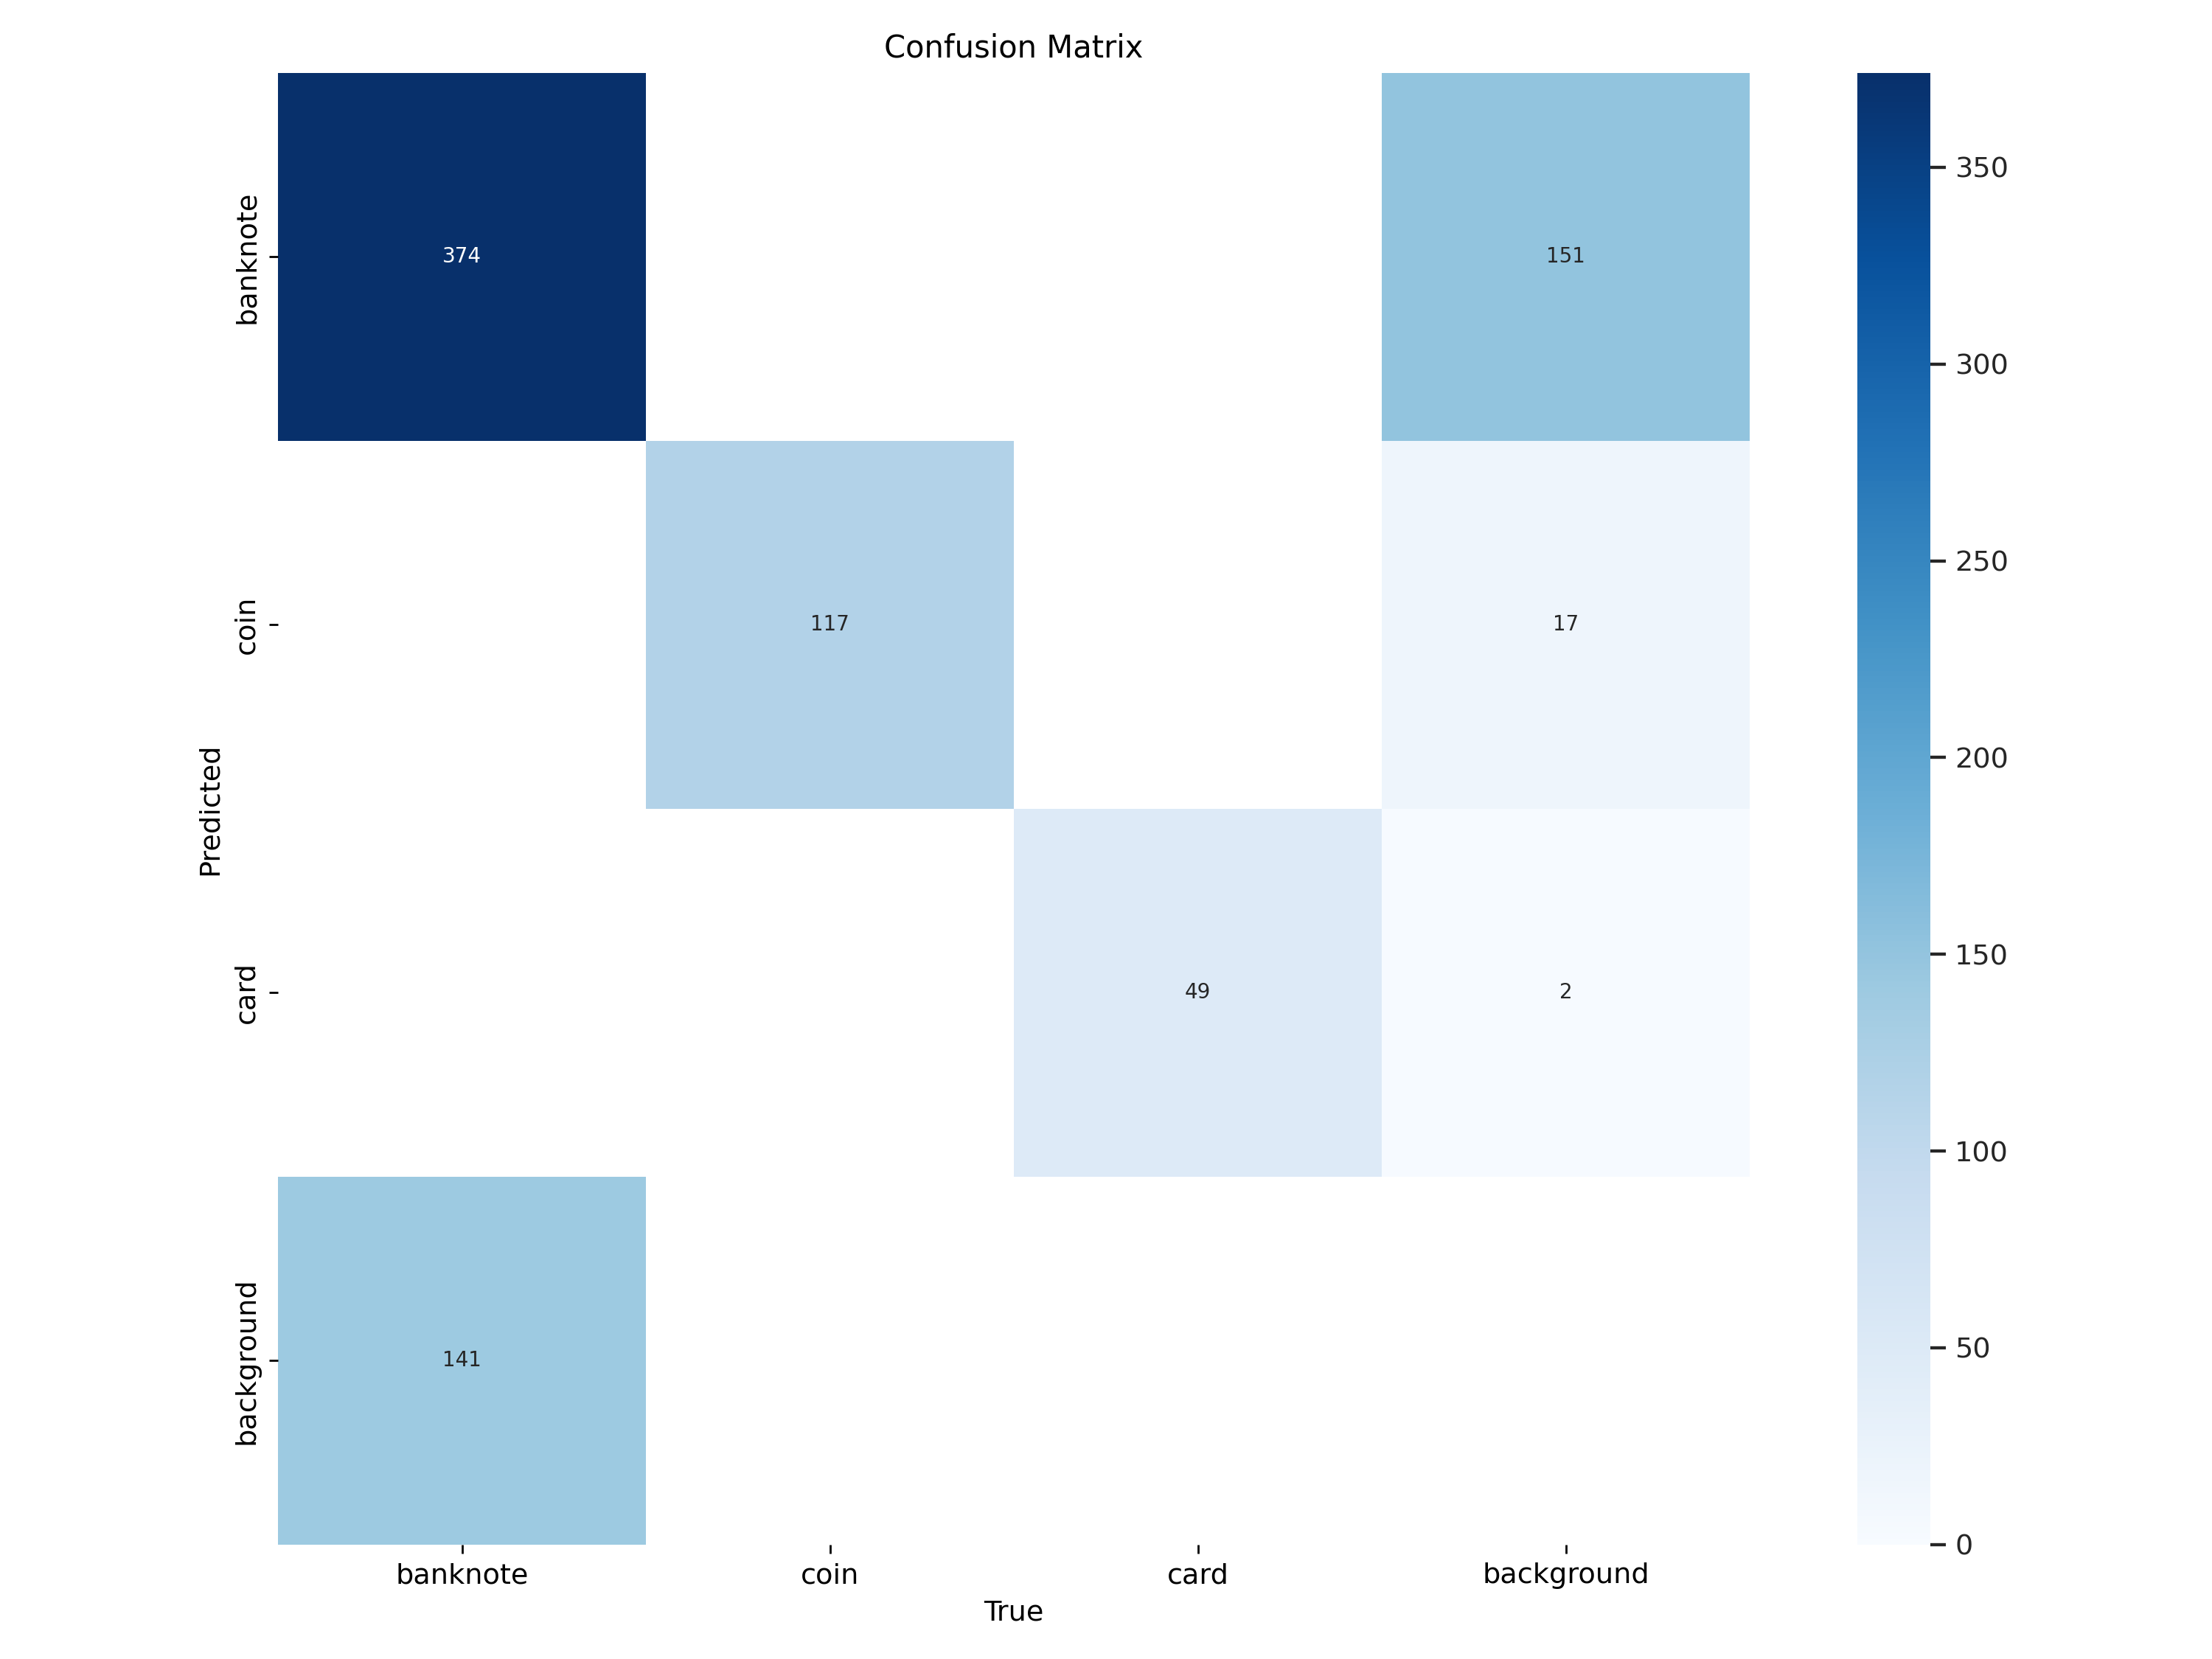 Confusion Matrix
banknote
374
151
coin
117
17
card
49
2
background
141
Predicted
banknote
coin
card
background
True
350
300
250
200
150
100
50
0